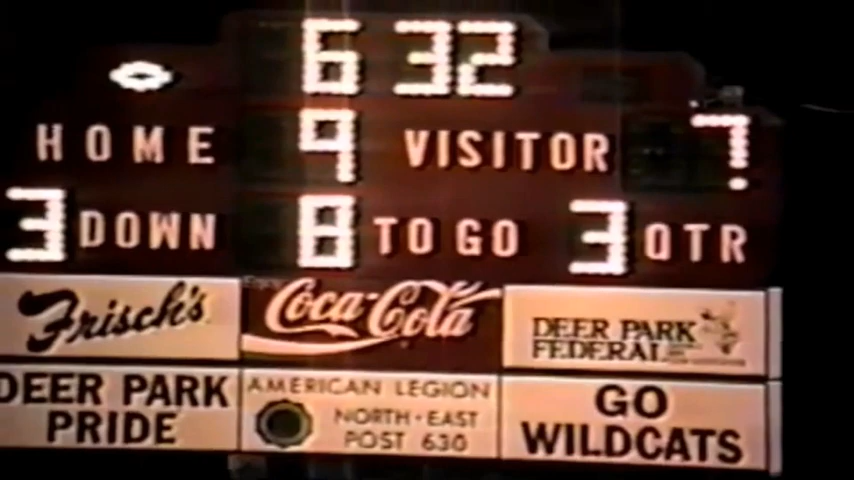 6 32
HOME 9 VISITOR 7
3 DOWN 8 TO GO 3 QTR
Frisch's
Enjoy
Coca-Cola
DEER PARK
FEDERAL
DEER PARK
PRIDE
AMERICAN LEGION
NORTH-EAST
POST 630
GO
WILDCATS